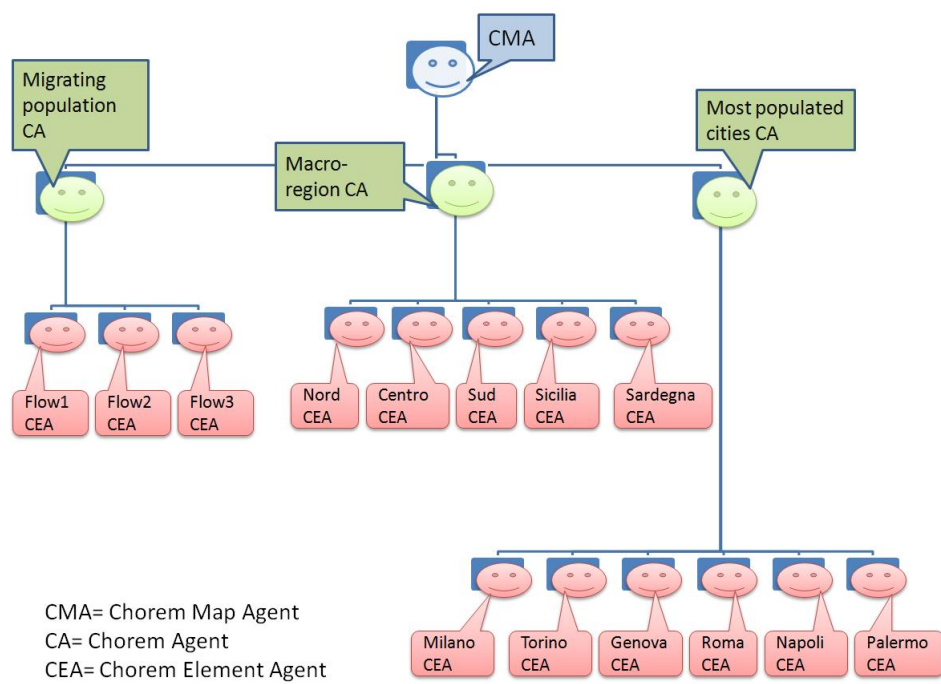 CMA
Migrating
population
CA
Most populated
cities CA
Macro-
region CA
Flow1
CEA
Flow2
CEA
Flow3
CEA
Nord
CEA
Centro
CEA
Sud
CEA
Sicilia
CEA
Sardegna
CEA
Milano
CEA
Torino
CEA
Genova
CEA
Roma
CEA
Napoli
CEA
Palermo
CEA
CMA= Chorem Map Agent
CA= Chorem Agent
CEA= Chorem Element Agent